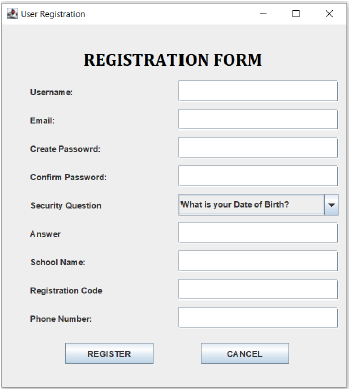 User Registration
REGISTRATION FORM
Username:
Email:
Create Passowrd:
Confirm Password:
Security Question What is your Date of Birth?
Answer
School Name:
Registration Code
Phone Number:
REGISTER CANCEL